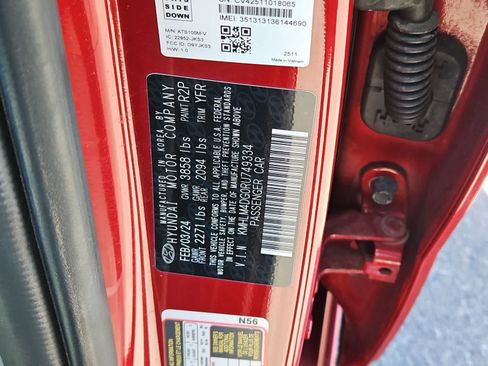 SIDE
DOWN
CV42511018065
IMEI: 351313136144690
M/N: KTS100M-V
IC: 22952-JKS3
FCC ID: O9YJKS3
H/W: 1.0
2511
Made in Vietnam
MANUFACTURED IN KOREA BY
HYUNDAI MOTOR COMPANY
FEB/03/24 GVWR 3858 lbs PAINT R2P
GAWR FRONT 2271 lbs GAWR REAR 2094 lbs TRIM YFR
THIS VEHICLE CONFORMS TO ALL APPLICABLE U.S.A. FEDERAL
MOTOR VEHICLE SAFETY, BUMPER, AND THEFT PREVENTION STANDARDS
IN EFFECT ON THE DATE OF MANUFACTURE SHOWN ABOVE
V.I.N KMHLM4DG0RU749334
PASSENGER CAR
N56